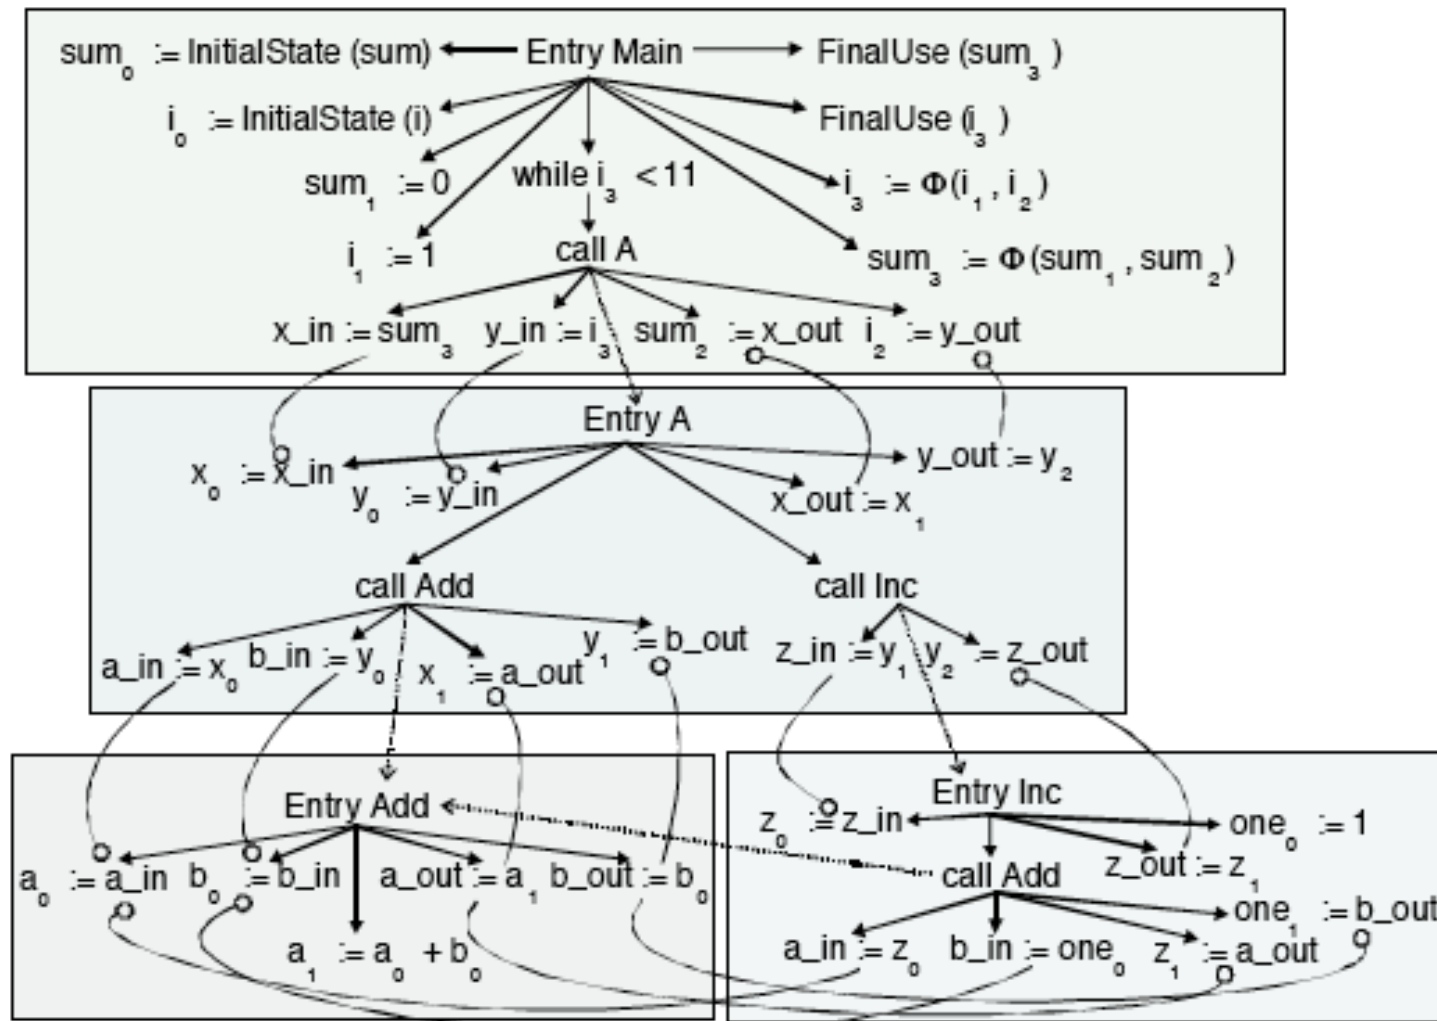 sum₀ := InitialState (sum) Entry Main FinalUse (sum₃)
i₀ := InitialState (i) FinalUse (i₃)
sum₁ := 0 while i₃ < 11 i₃ := Φ(i₁, i₂)
i₁ := 1 call A sum₃ := Φ(sum₁, sum₂)
x_in := sum₃ y_in := i₃ sum₂ := x_out i₂ := y_out
Entry A
x₀ := x_in y₀ := y_in x_out := x₁ y_out := y₂
call Add call Inc
a_in := x₀ b_in := y₀ x₁ := a_out y₁ := b_out z_in := y₁ y₂ := z_out
Entry Add Entry Inc
z₀ := z_in one₀ := 1
a₀ := a_in b₀ := b_in a_out := a₁ b_out := b₀ call Add z_out := z₁
one₁ := b_out
a₁ := a₀ + b₀ a_in := z₀ b_in := one₀ z₁ := a_out